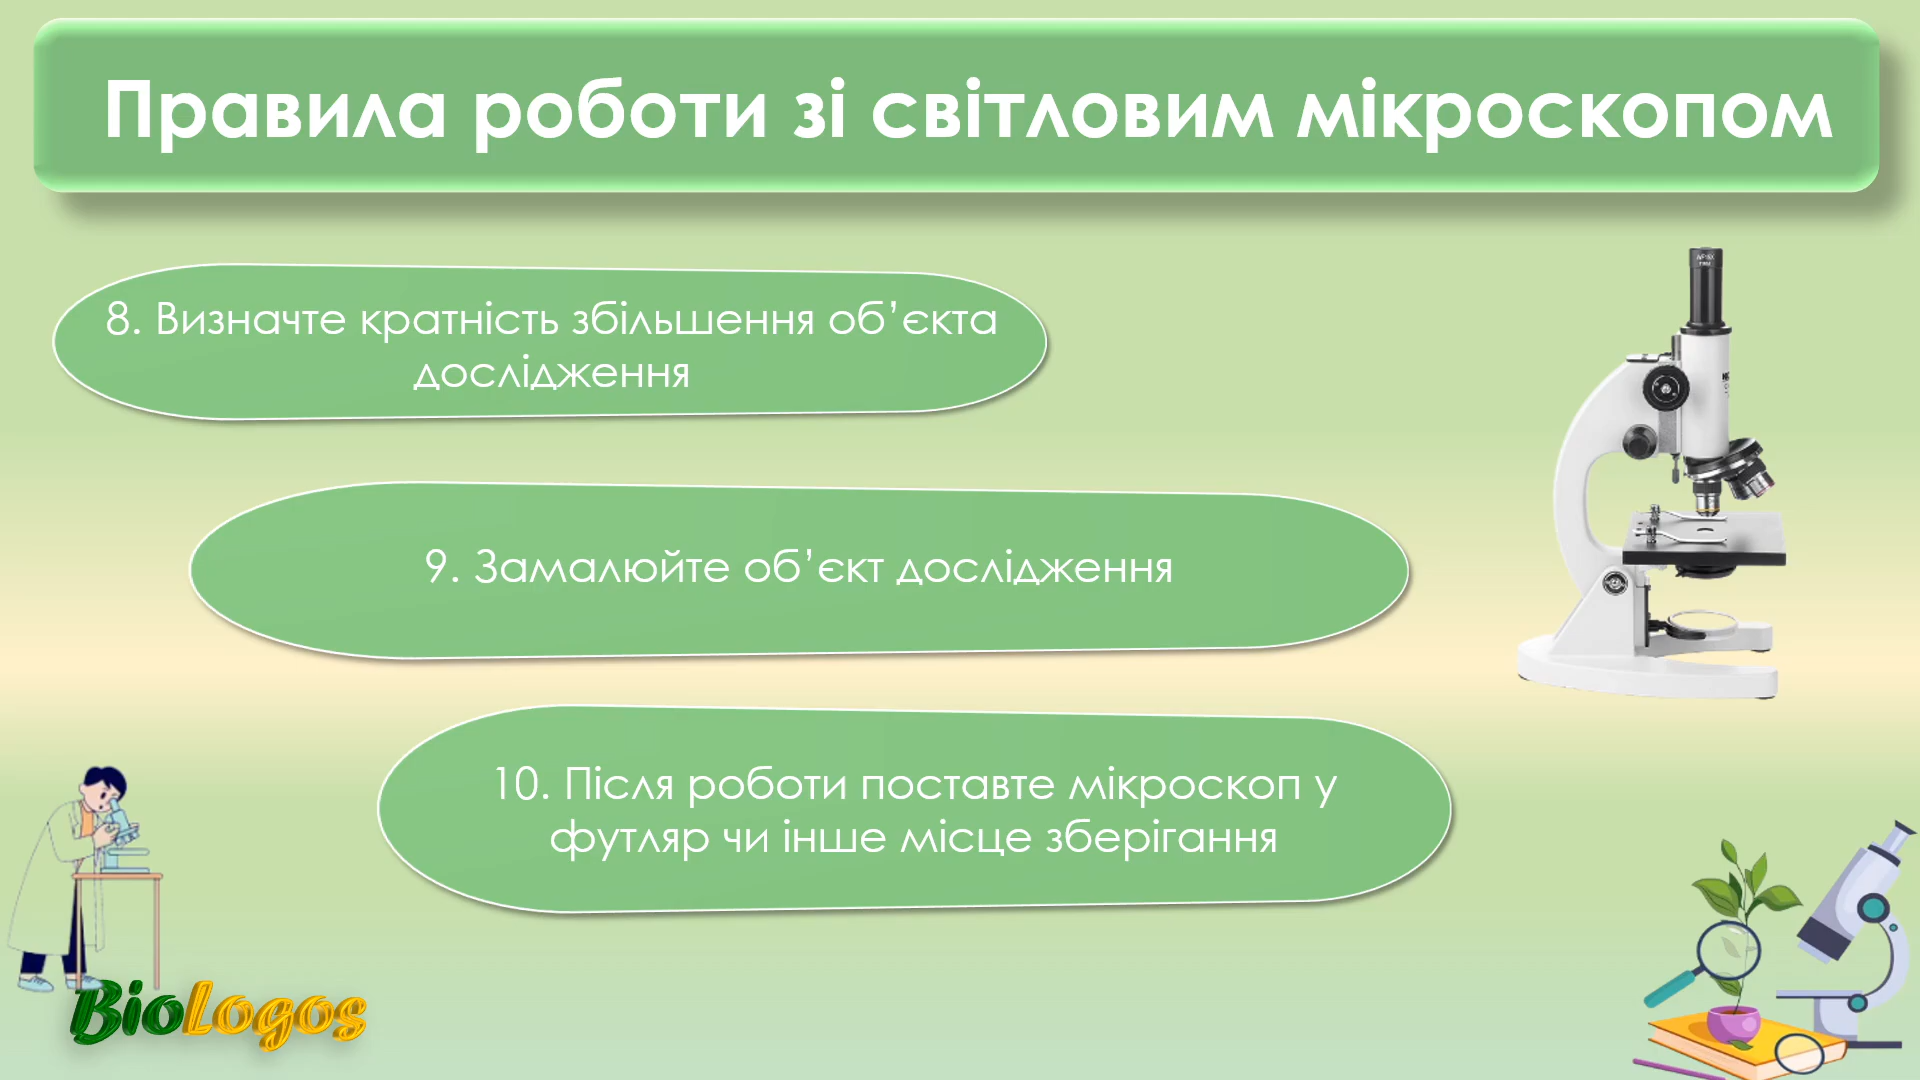 Правила роботи зі світловим мікроскопом
8. Визначте кратність збільшення об’єкта
дослідження
9. Замалюйте об’єкт дослідження
10. Після роботи поставте мікроскоп у
футляр чи інше місце зберігання
BioLogos